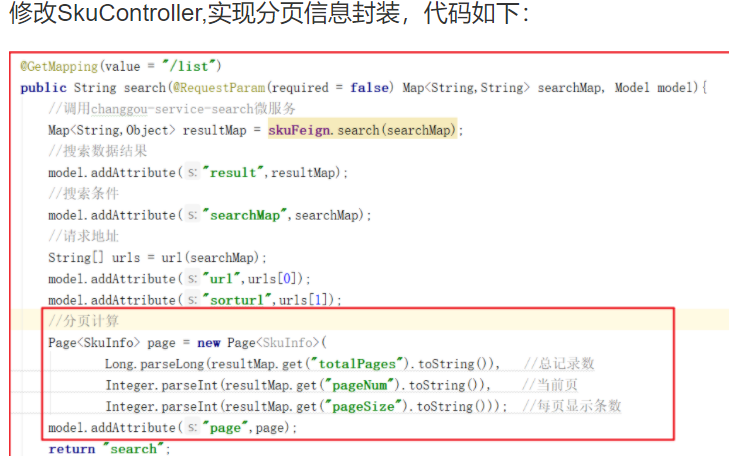 修改SkuController,实现分页信息封装，代码如下：
@GetMapping(value = "/list")
public String search(@RequestParam(required = false) Map<String,String> searchMap, Model model){
//调用changgou-service-search微服务
Map<String,Object> resultMap = skuFeign.search(searchMap);
//搜索数据结果
model.addAttribute( s: "result",resultMap);
//搜索条件
model.addAttribute( s: "searchMap",searchMap);
//请求地址
String[] urls = url(searchMap);
model.addAttribute( s: "url",urls[0]);
model.addAttribute( s: "sorturl",urls[1]);
//分页计算
Page<SkuInfo> page = new Page<SkuInfo>(
Long.parseLong(resultMap.get("totalPages").toString()), //总记录数
Integer.parseInt(resultMap.get("pageNum").toString()), //当前页
Integer.parseInt(resultMap.get("pageSize").toString())); //每页显示条数
model.addAttribute( s: "page",page);
return "search";